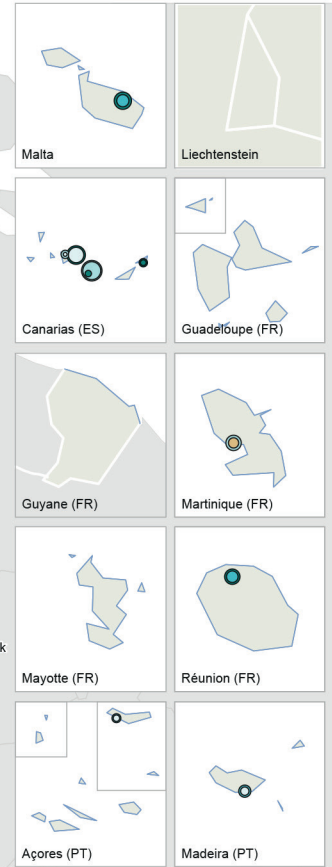 Malta
Liechtenstein
Canarias (ES)
Guadeloupe (FR)
Guyane (FR)
Martinique (FR)
k
Mayotte (FR)
Réunion (FR)
Açores (PT)
Madeira (PT)